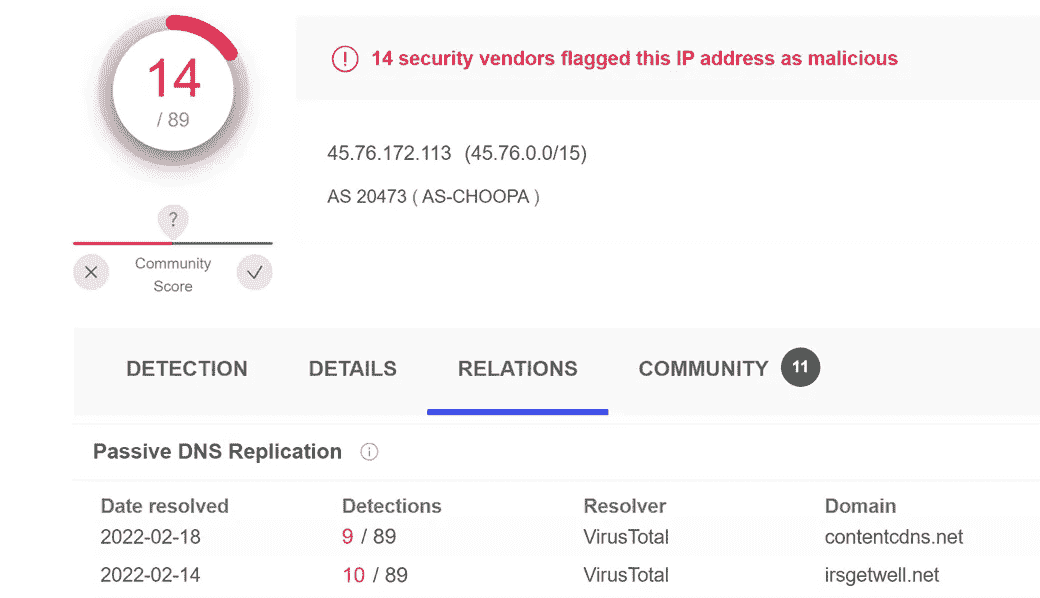 14
/ 89
14 security vendors flagged this IP address as malicious
45.76.172.113 (45.76.0.0/15)
AS 20473 ( AS-CHOOPA )
?
Community
Score
DETECTION DETAILS RELATIONS COMMUNITY 11
Passive DNS Replication
Date resolved Detections Resolver Domain
2022-02-18 9 / 89 VirusTotal contentcdns.net
2022-02-14 10 / 89 VirusTotal irsgetwell.net